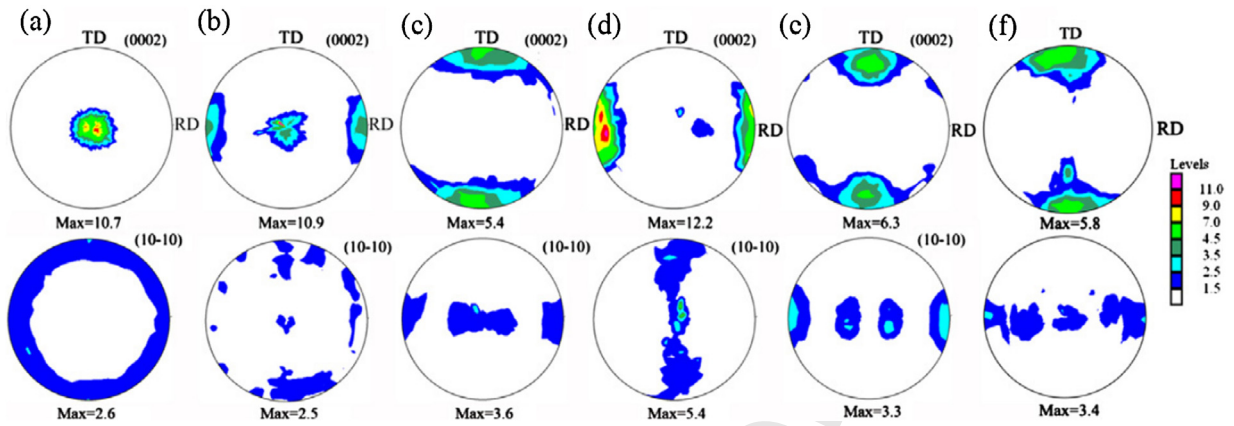 (a) TD (0002) (b) TD (0002) (c) TD (0002) (d) TD (0002) (e) TD (0002) (f) TD
RD RD RD RD RD RD
Levels
11.0
9.0
7.0
4.5
3.5
2.5
1.5
Max=10.7 Max=10.9 Max=5.4 Max=12.2 Max=6.3 Max=5.8
(10-10) (10-10) (10-10) (10-10) (10-10) (10-10)
Max=2.6 Max=2.5 Max=3.6 Max=5.4 Max=3.3 Max=3.4